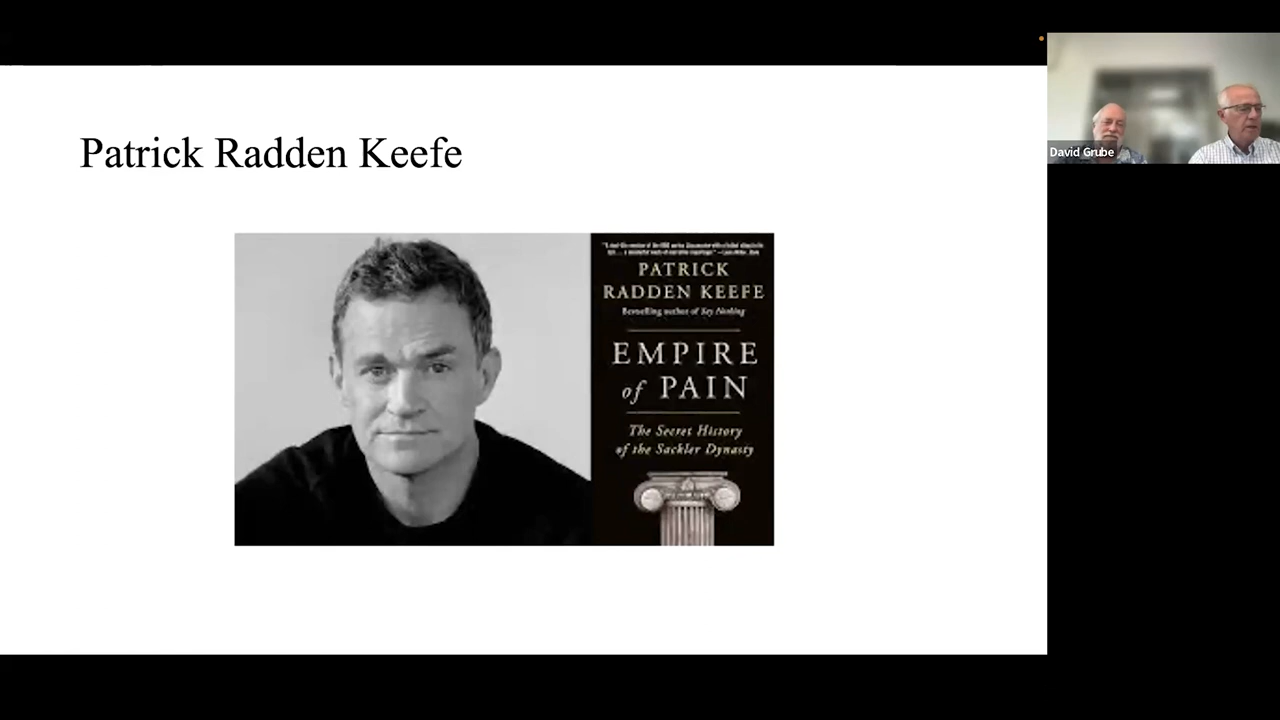 Patrick Radden Keefe
PATRICK
RADDEN KEEFE
Bestselling author of Say Nothing
EMPIRE
of PAIN
The Secret History
of the Sackler Dynasty
David Grube